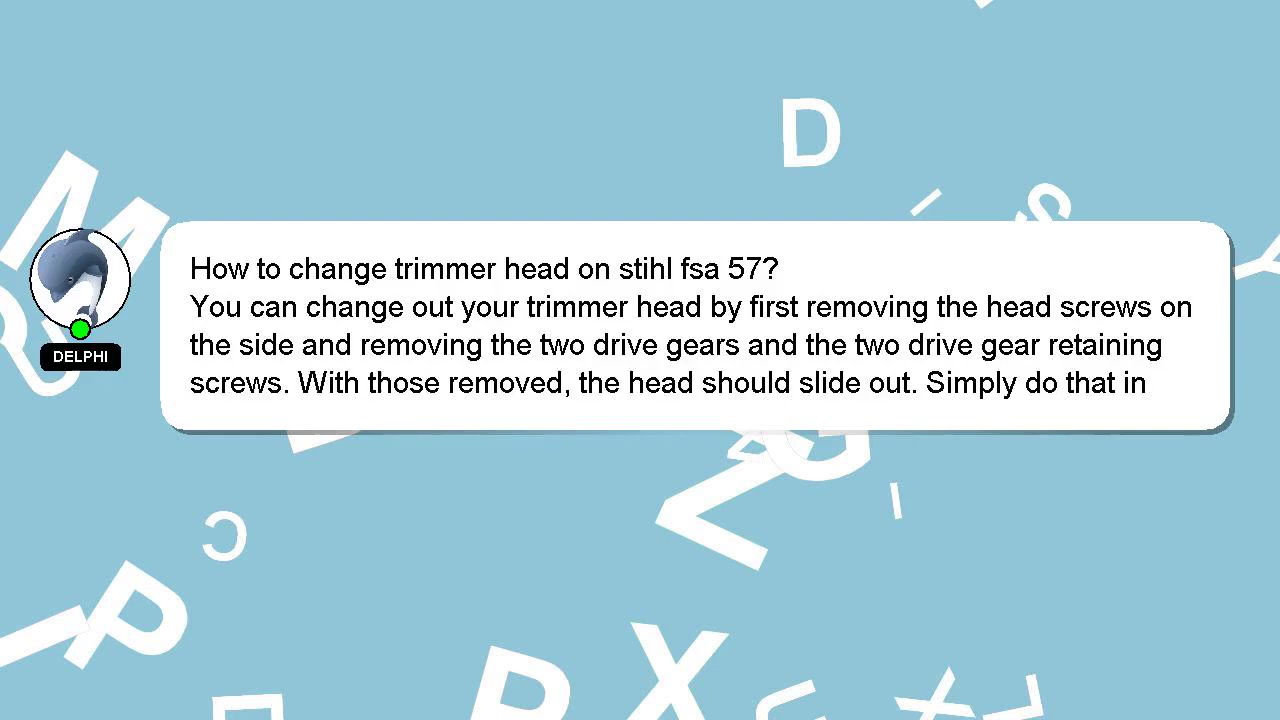 D
M
S
DELPHI
How to change trimmer head on stihl fsa 57?
You can change out your trimmer head by first removing the head screws on
the side and removing the two drive gears and the two drive gear retaining
screws. With those removed, the head should slide out. Simply do that in
Z
G
I
C
P
X